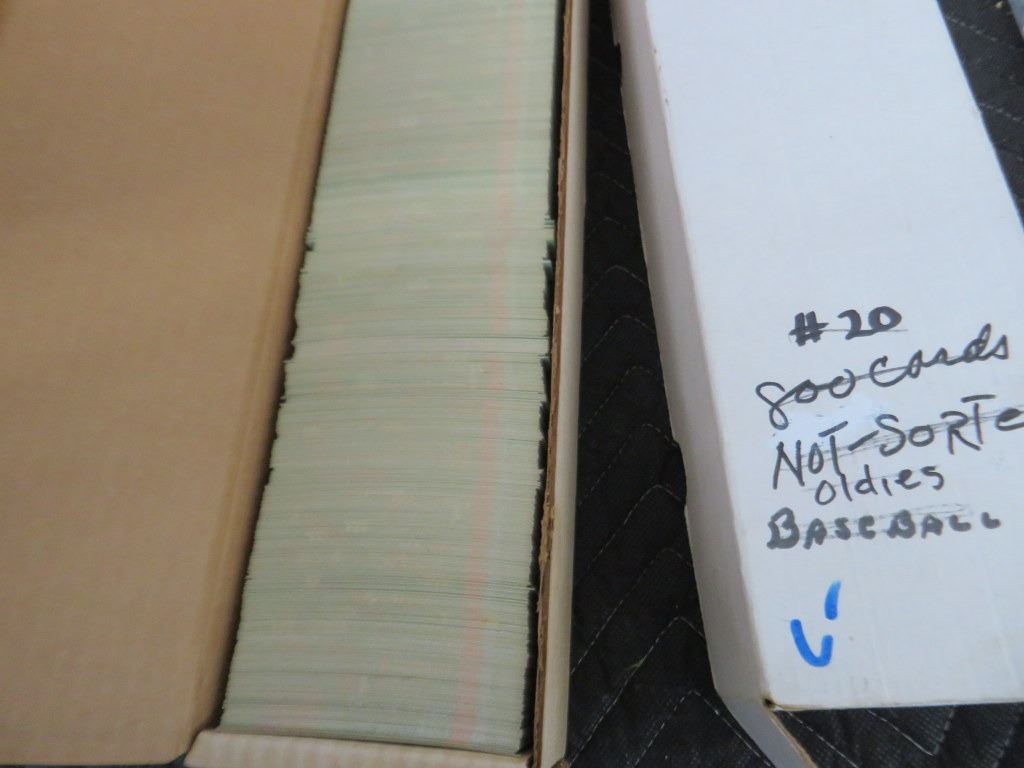 #20
800 Cards
NOT-SORTE
oldies
BASEBALL